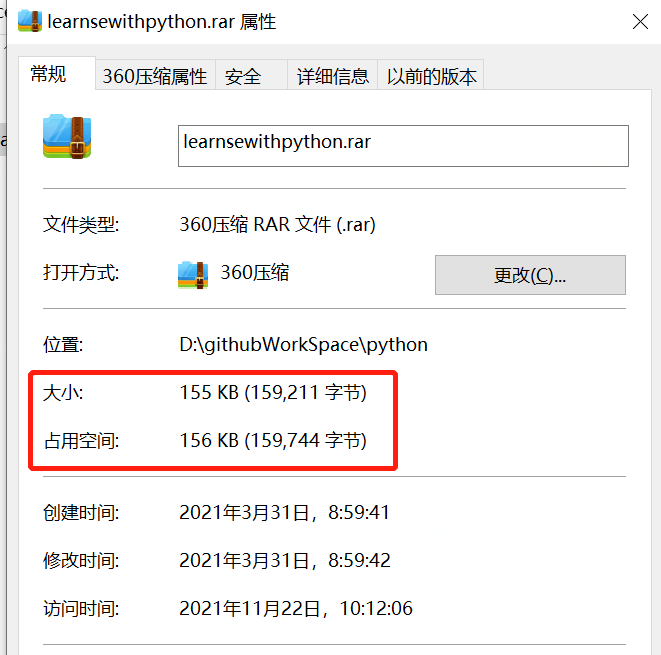 learnsewithpython.rar 属性
常规 360压缩属性 安全 详细信息 以前的版本
learnsewithpython.rar
文件类型: 360压缩 RAR 文件 (.rar)
打开方式: 360压缩 更改(C)...
位置: D:\githubWorkSpace\python
大小: 155 KB (159,211 字节)
占用空间: 156 KB (159,744 字节)
创建时间: 2021年3月31日，8:59:41
修改时间: 2021年3月31日，8:59:42
访问时间: 2021年11月22日，10:12:06